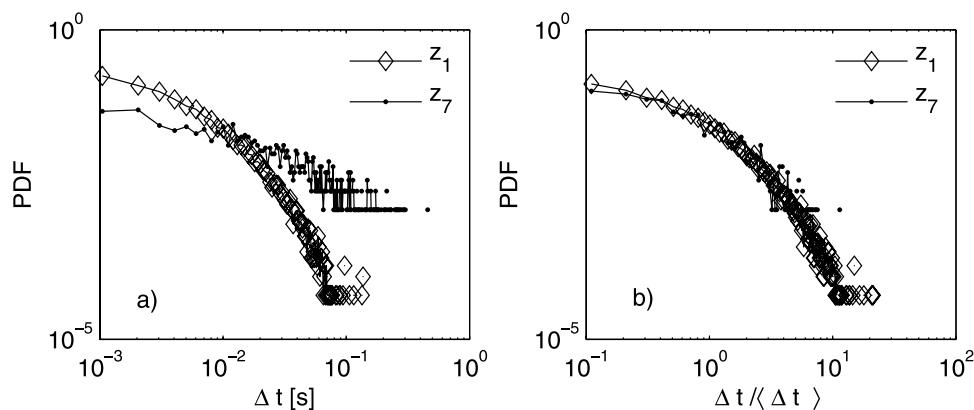 10^0
z_1
z_7
PDF
a)
10^-5
10^-3 10^-2 10^-1 10^0
Δ t [s]
10^0
z_1
z_7
PDF
b)
10^-5
10^-1 10^0 10^1 10^2
Δ t /⟨ Δ t ⟩